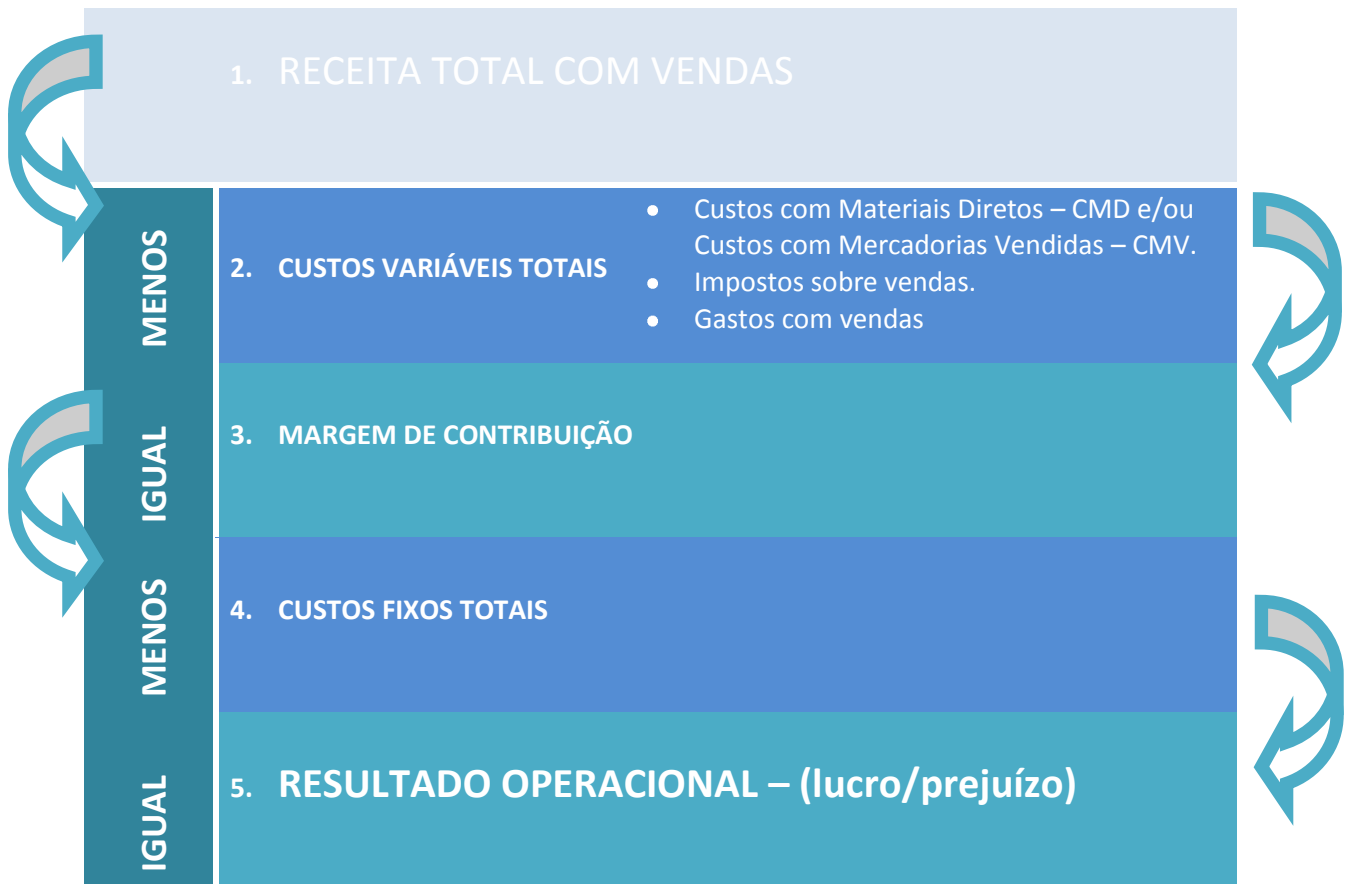 1. RECEITA TOTAL COM VENDAS
MENOS
2. CUSTOS VARIÁVEIS TOTAIS
● Custos com Materiais Diretos – CMD e/ou
Custos com Mercadorias Vendidas – CMV.
● Impostos sobre vendas.
● Gastos com vendas
IGUAL
3. MARGEM DE CONTRIBUIÇÃO
MENOS
4. CUSTOS FIXOS TOTAIS
IGUAL
5. RESULTADO OPERACIONAL – (lucro/prejuízo)